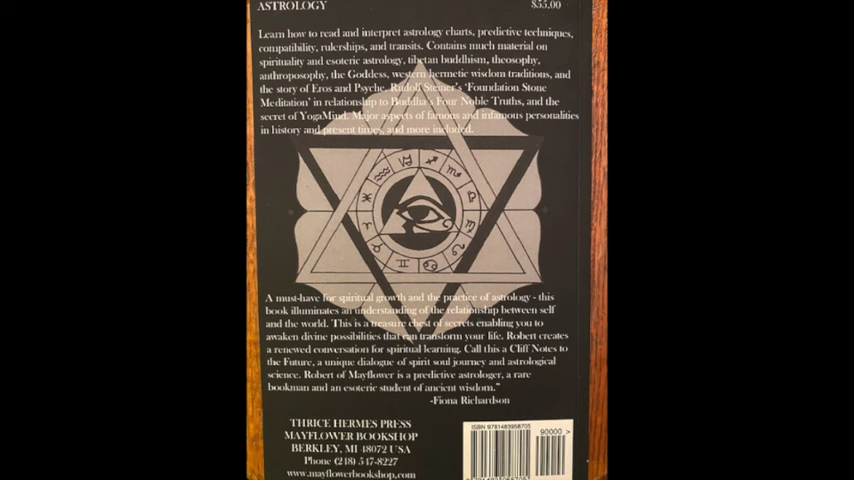 ASTROLOGY
$55.00
Learn how to read and interpret astrology charts, predictive techniques,
compatibility, rulerships, and transits. Contains much material on
spirituality and esoteric astrology, tibetan buddhism, theosophy,
anthroposophy, the Goddess, western hermetic wisdom traditions, and
the story of Eros and Psyche. Rudolf Steiner's 'Foundation Stone
Meditation' in relationship to Buddha's Four Noble Truths, and the
secret of YogaMind. Major aspects of famous and infamous personalities
in history and present times, and more included.
A must-have for spiritual growth and the practice of astrology - this
book illuminates an understanding of the relationship between self
and the world. This is a treasure chest of secrets enabling you to
awaken divine possibilities that can transform your life. Robert creates
a renewed conversation for spiritual learning. Call this a Cliff Notes to
the Future, a unique dialogue of spirit soul journey and astrological
science. Robert of Mayflower is a predictive astrologer, a rare
bookman and an esoteric student of ancient wisdom."
-Fiona Richardson
THRICE HERMES PRESS
MAYFLOWER BOOKSHOP
BERKLEY, MI 48072 USA
Phone (248) 547-8227
www.mayflowerbookshop.com
ISBN 9781483958705
90000 >